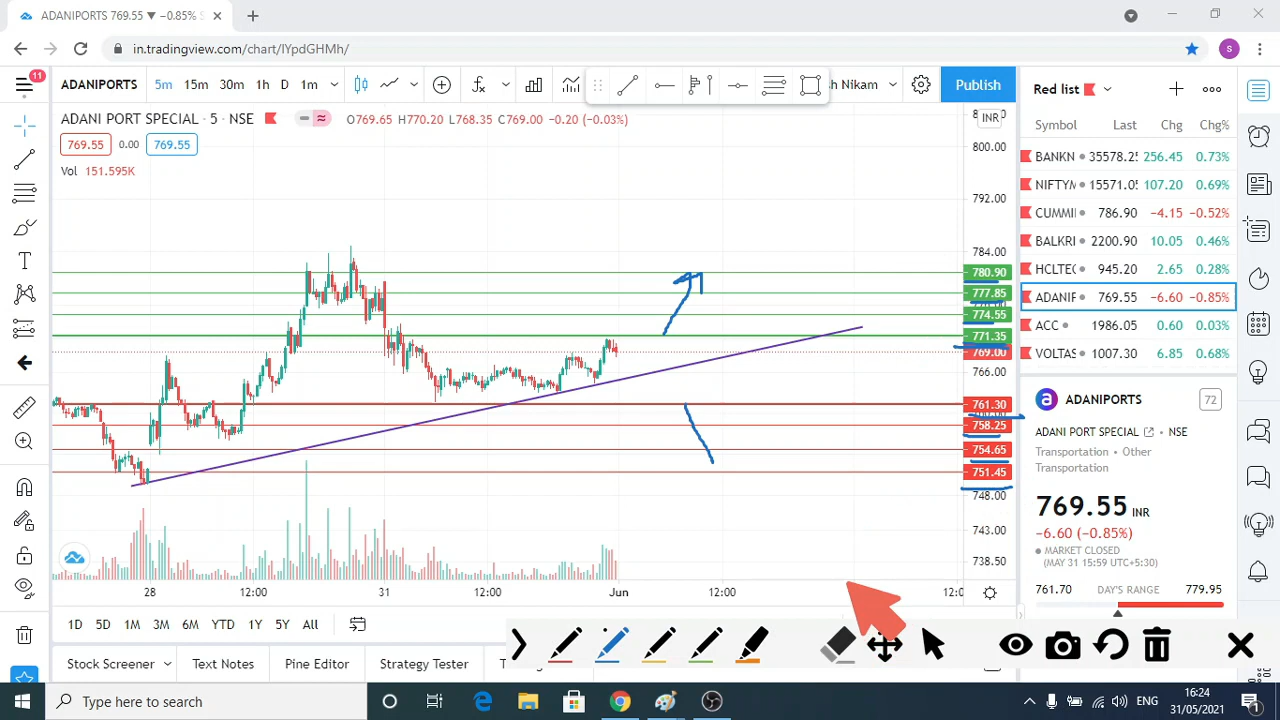 ADANIPORTS 769.55 ▼ −0.85%
in.tradingview.com/chart/IYpdGHMh/
S
11
ADANIPORTS 5m 15m 30m 1h D 1m
h Nikam
Publish
Red list
ADANI PORT SPECIAL · 5 · NSE
O769.65 H770.20 L768.35 C769.00 −0.20 (−0.03%)
INR
769.55 0.00 769.55
Vol 151.595K
800.00
792.00
784.00
780.90
777.85
774.55
771.35
769.00
766.00
761.30
758.25
754.65
751.45
748.00
743.00
738.50
28 12:00 31 12:00 Jun 12:00 12:0
Symbol Last Chg Chg%
BANKN 35578.25 256.45 0.73%
NIFTYM 15571.05 107.20 0.69%
CUMMI 786.90 −4.15 −0.52%
BALKRI 2200.90 10.05 0.46%
HCLTEC 945.20 2.65 0.28%
ADANIF 769.55 −6.60 −0.85%
ACC 1986.05 0.60 0.03%
VOLTAS 1007.30 6.85 0.68%
a ADANIPORTS 72
ADANI PORT SPECIAL • NSE
Transportation • Other
Transportation
769.55 INR
−6.60 (−0.85%)
MARKET CLOSED
(MAY 31 15:59 UTC+5:30)
761.70 DAY'S RANGE 779.95
1D 5D 1M 3M 6M YTD 1Y 5Y All
Stock Screener Text Notes Pine Editor Strategy Tester
Type here to search
ENG
16:24
31/05/2021
1